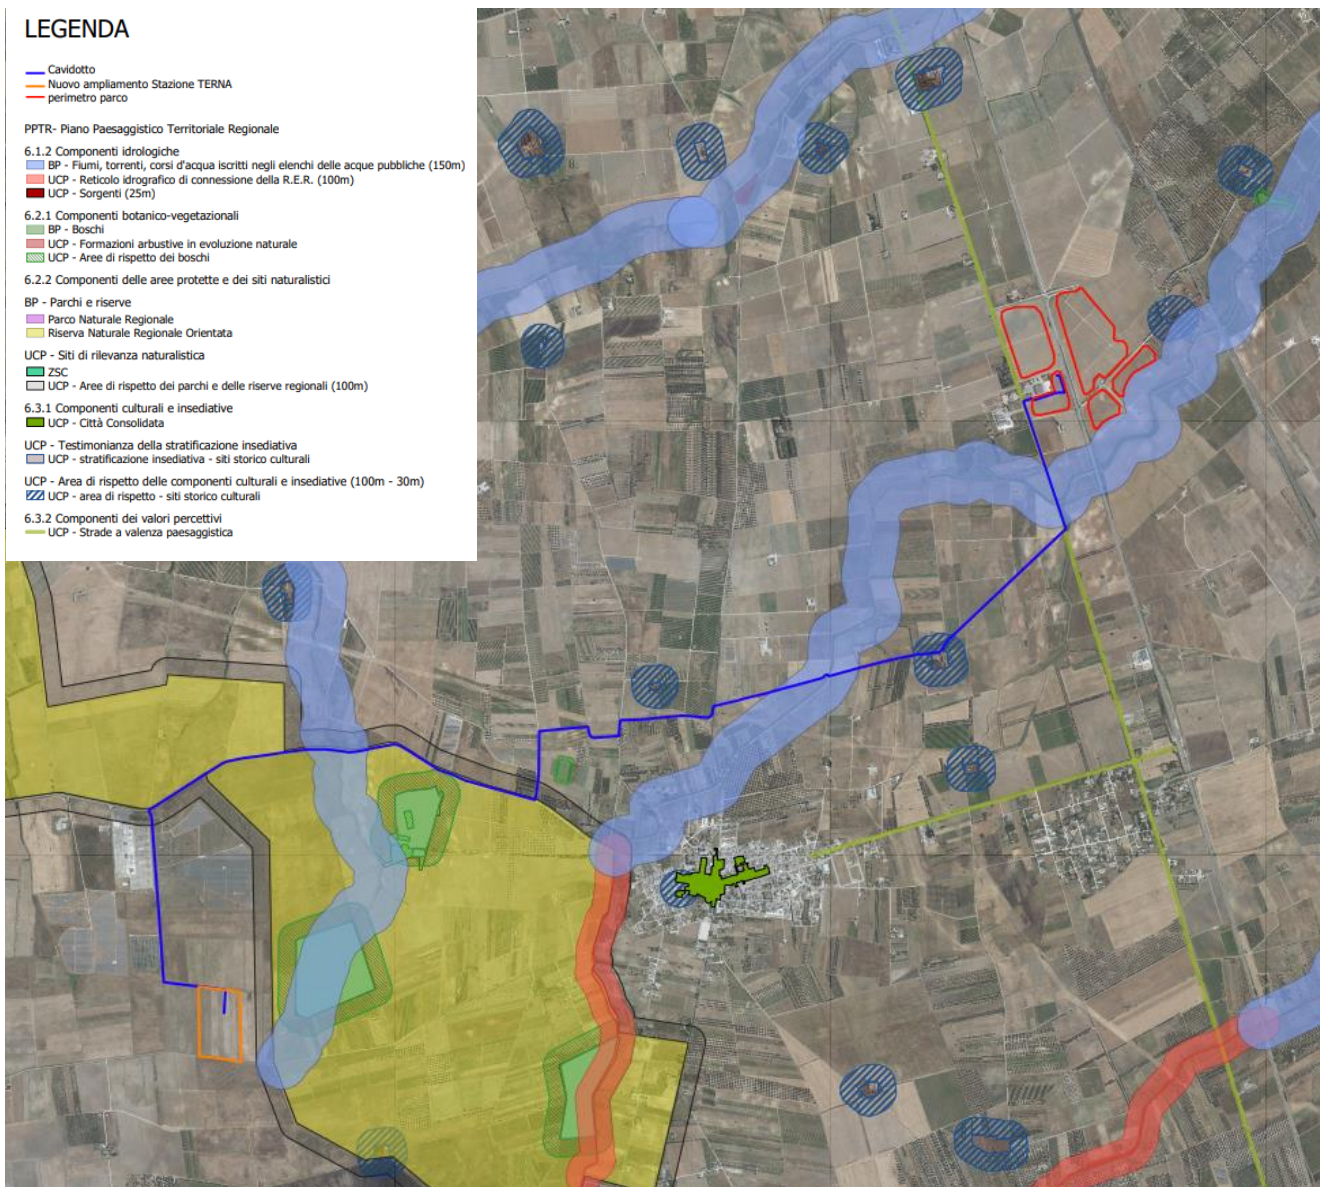 LEGENDA
Cavidotto
Nuovo ampliamento Stazione TERNA
perimetro parco
PPTR- Piano Paesaggistico Territoriale Regionale
6.1.2 Componenti idrologiche
BP - Fiumi, torrenti, corsi d'acqua iscritti negli elenchi delle acque pubbliche (150m)
UCP - Reticolo idrografico di connessione della R.E.R. (100m)
UCP - Sorgenti (25m)
6.2.1 Componenti botanico-vegetazionali
BP - Boschi
UCP - Formazioni arbustive in evoluzione naturale
UCP - Aree di rispetto dei boschi
6.2.2 Componenti delle aree protette e dei siti naturalistici
BP - Parchi e riserve
Parco Naturale Regionale
Riserva Naturale Regionale Orientata
UCP - Siti di rilevanza naturalistica
ZSC
UCP - Aree di rispetto dei parchi e delle riserve regionali (100m)
6.3.1 Componenti culturali e insediative
UCP - Città Consolidata
UCP - Testimonianza della stratificazione insediativa
UCP - stratificazione insediativa - siti storico culturali
UCP - Area di rispetto delle componenti culturali e insediative (100m - 30m)
UCP - area di rispetto - siti storico culturali
6.3.2 Componenti dei valori percettivi
UCP - Strade a valenza paesaggistica